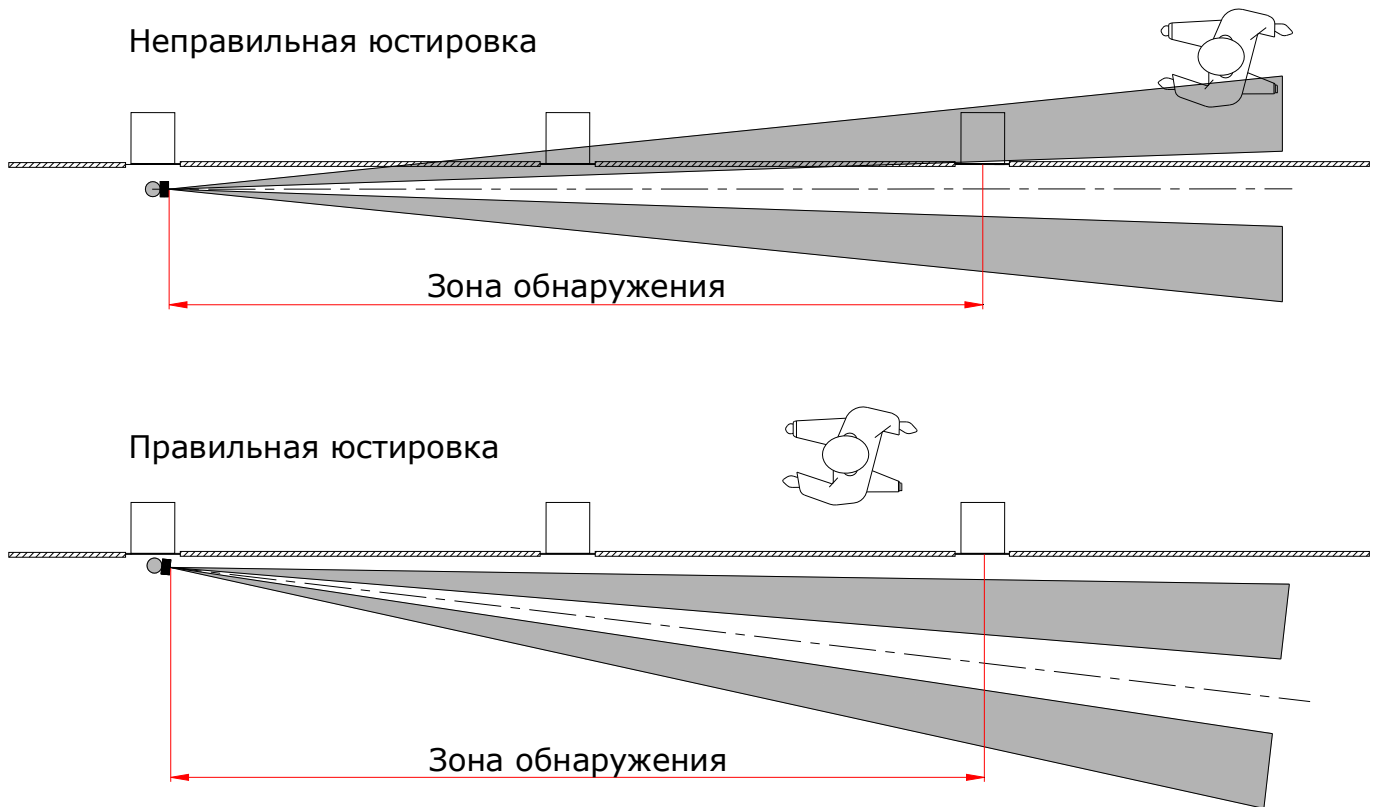 Неправильная юстировка
Зона обнаружения
Правильная юстировка
Зона обнаружения